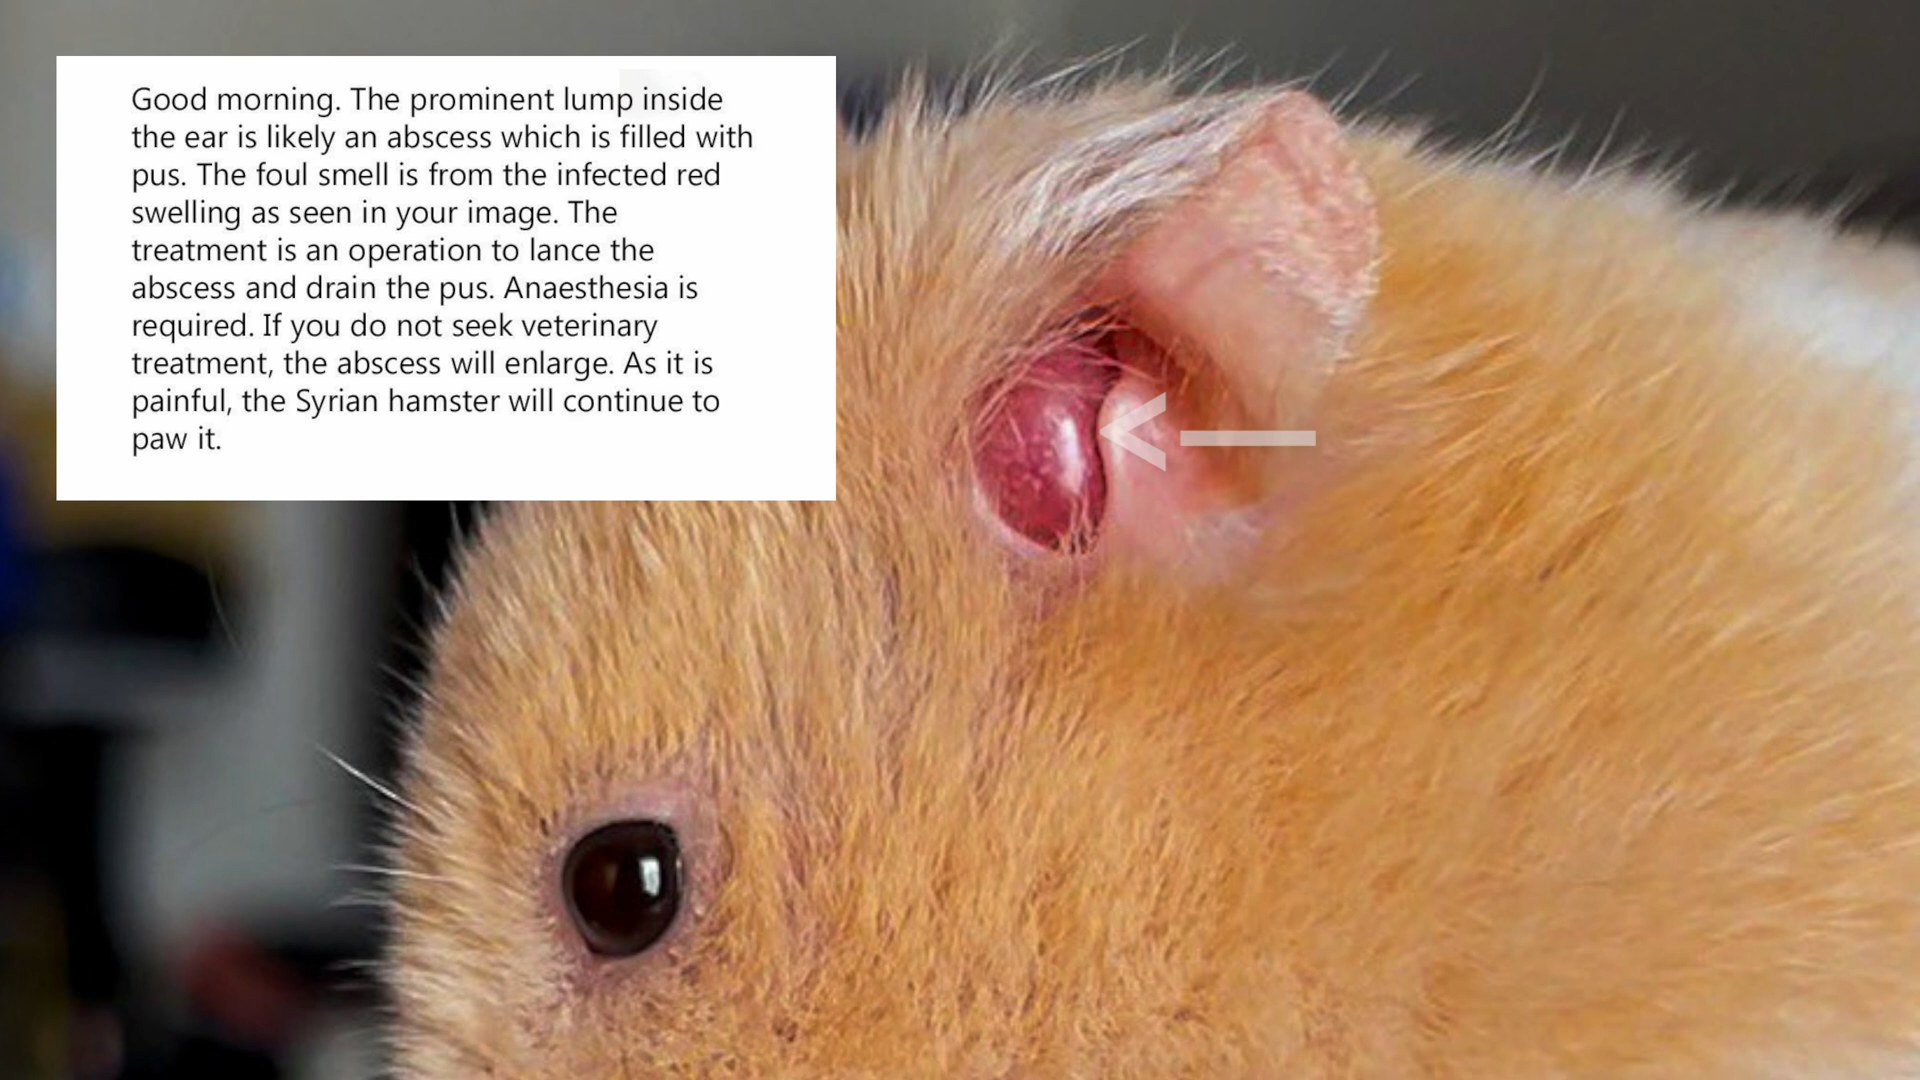 Good morning. The prominent lump inside
the ear is likely an abscess which is filled with
pus. The foul smell is from the infected red
swelling as seen in your image. The
treatment is an operation to lance the
abscess and drain the pus. Anaesthesia is
required. If you do not seek veterinary
treatment, the abscess will enlarge. As it is
painful, the Syrian hamster will continue to
paw it.